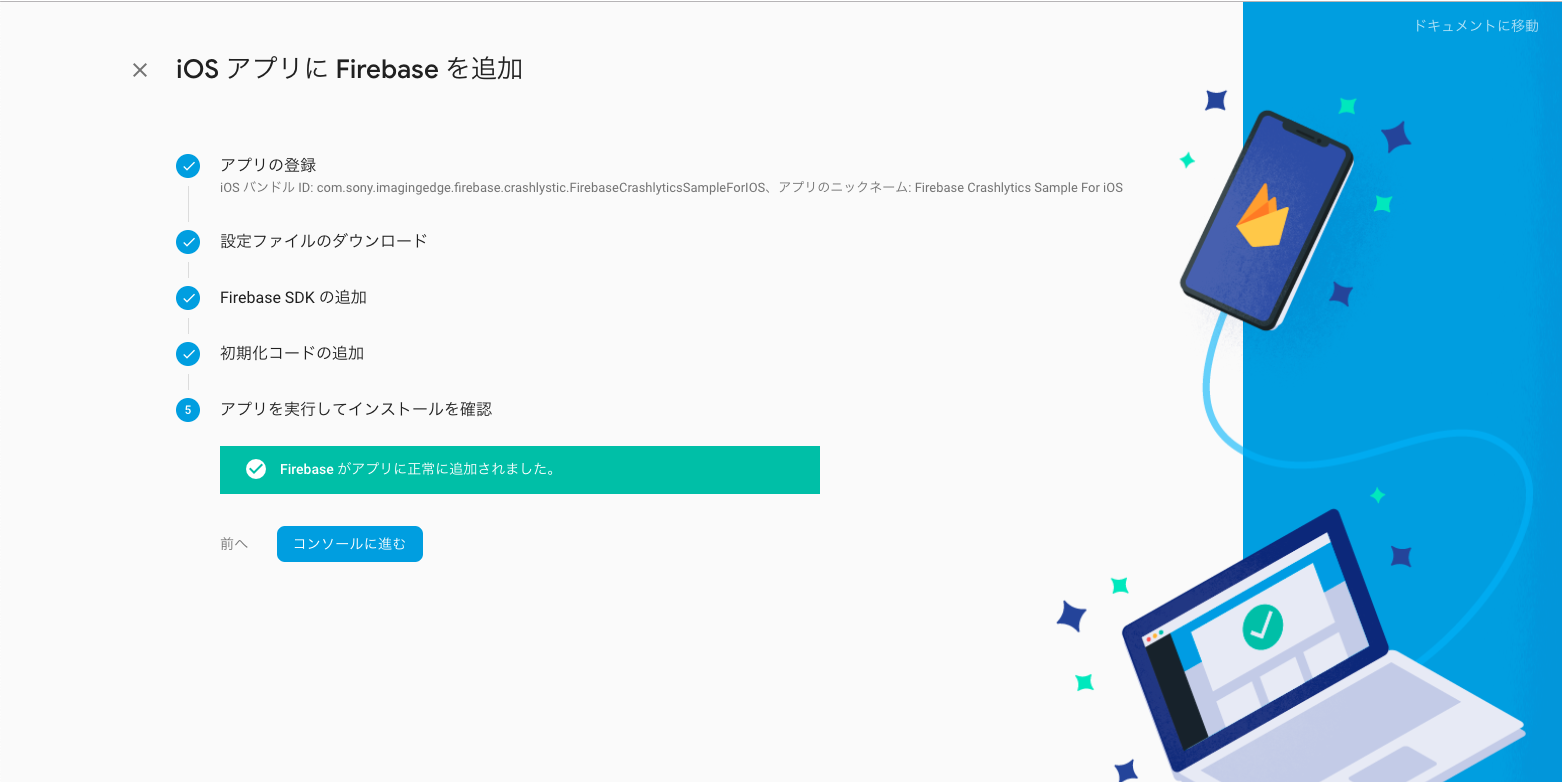 ドキュメントに移動
iOS アプリに Firebase を追加
アプリの登録
iOS バンドル ID: com.sony.imagingedge.firebase.crashlystic.FirebaseCrashlyticsSampleForIOS、アプリのニックネーム: Firebase Crashlytics Sample For iOS
設定ファイルのダウンロード
Firebase SDK の追加
初期化コードの追加
5 アプリを実行してインストールを確認
Firebase がアプリに正常に追加されました。
前へ コンソールに進む